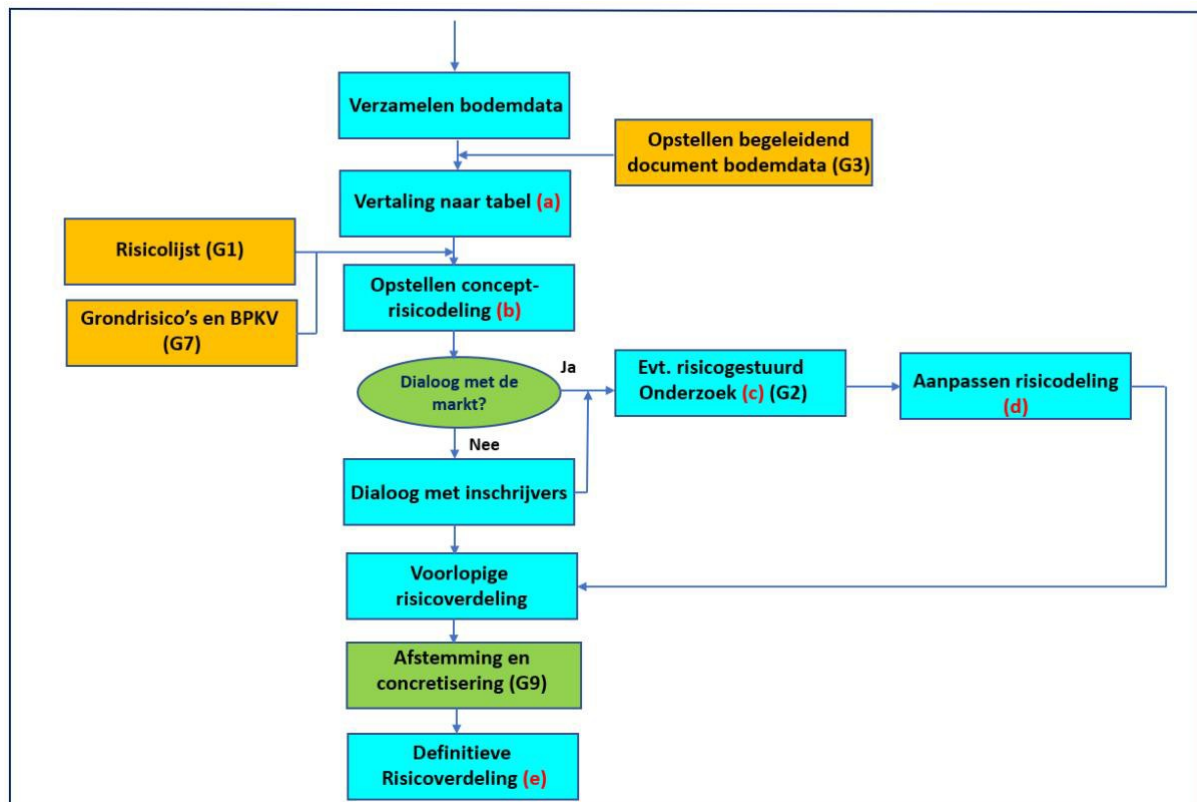 Verzamelen bodemdata
Opstellen begeleidend
document bodemdata (G3)
Vertaling naar tabel (a)
Risicolijst (G1)
Opstellen concept-
risicodeling (b)
Grondrisico's en BPKV
(G7)
Dialoog met de
markt?
Ja
Evt. risicogestuurd
Onderzoek (c) (G2)
Aanpassen risicodeling
(d)
Nee
Dialoog met inschrijvers
Voorlopige
risicoverdeling
Afstemming en
concretisering (G9)
Definitieve
Risicoverdeling (e)